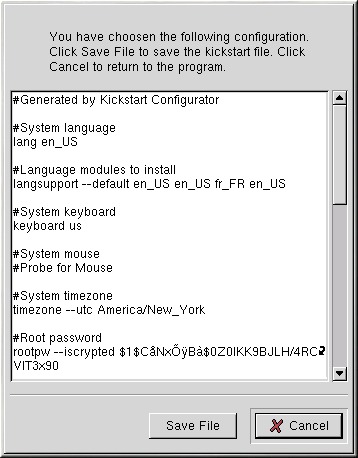 You have choosen the following configuration.
Click Save File to save the kickstart file. Click
Cancel to return to the program.
#Generated by Kickstart Configurator
#System language
lang en_US
#Language modules to install
langsupport --default en_US en_US fr_FR en_US
#System keyboard
keyboard us
#System mouse
#Probe for Mouse
#System timezone
timezone --utc America/New_York
#Root password
rootpw --iscrypted $1$CåNxÕÿBà$0Z0IKK9BJLH/4RC
VIT3x90
Save File
Cancel